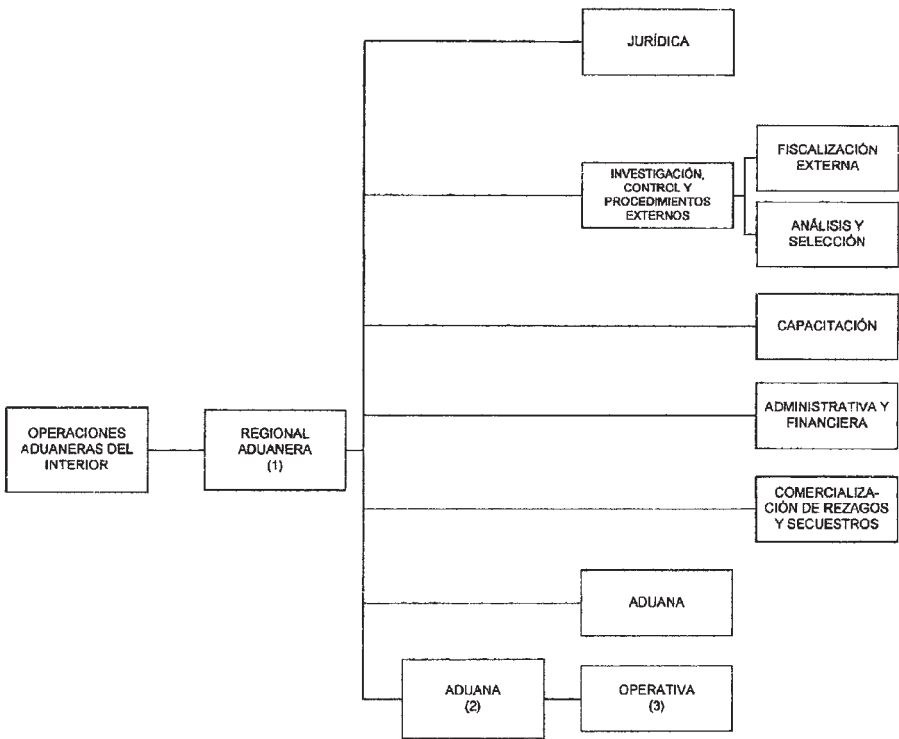 JURÍDICA
INVESTIGACIÓN,
CONTROL Y
PROCEDIMIENTOS
EXTERNOS
FISCALIZACIÓN
EXTERNA
ANÁLISIS Y
SELECCIÓN
CAPACITACIÓN
OPERACIONES
ADUANERAS DEL
INTERIOR
REGIONAL
ADUANERA
(1)
ADMINISTRATIVA Y
FINANCIERA
COMERCIALIZA-
CIÓN DE REZAGOS
Y SECUESTROS
ADUANA
ADUANA
(2)
OPERATIVA
(3)